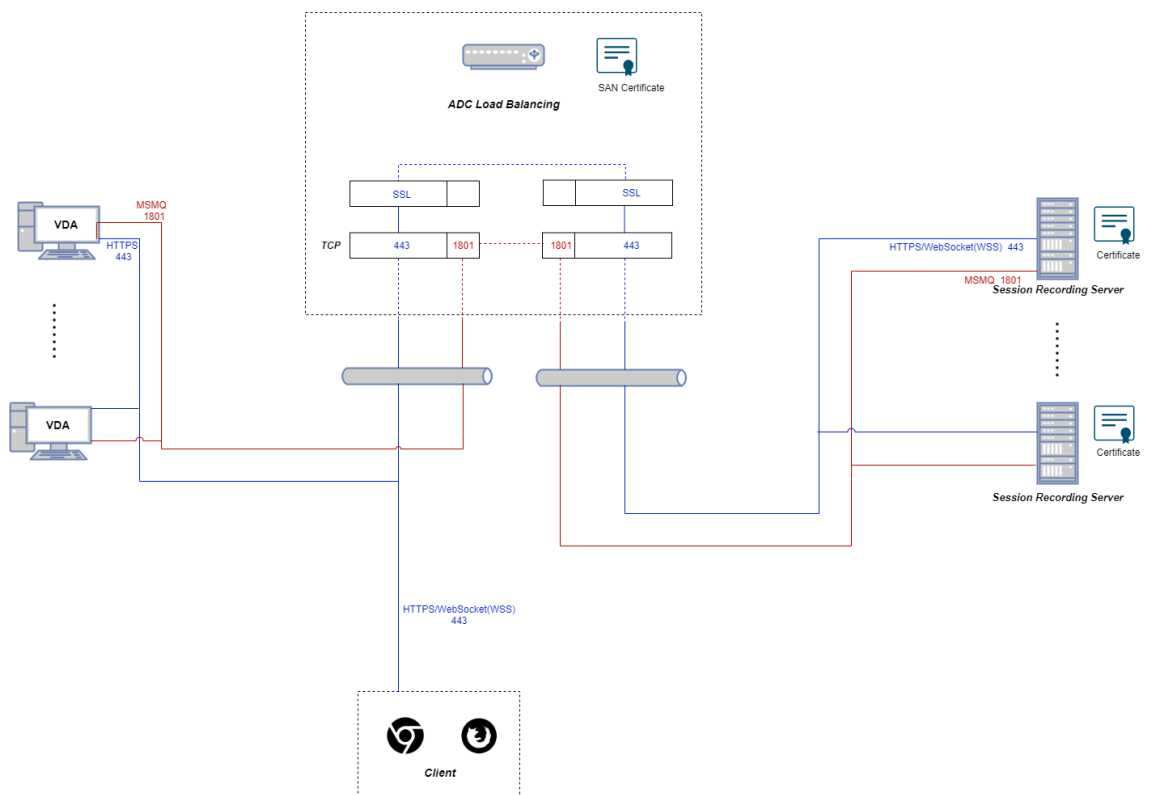 SAN Certificate
ADC Load Balancing
SSL
SSL
TCP
443
1801
1801
443
VDA
MSMQ
1801
HTTPS
443
VDA
HTTPS/WebSocket(WSS) 443
MSMQ 1801
Certificate
Session Recording Server
Certificate
Session Recording Server
HTTPS/WebSocket(WSS)
443
Client